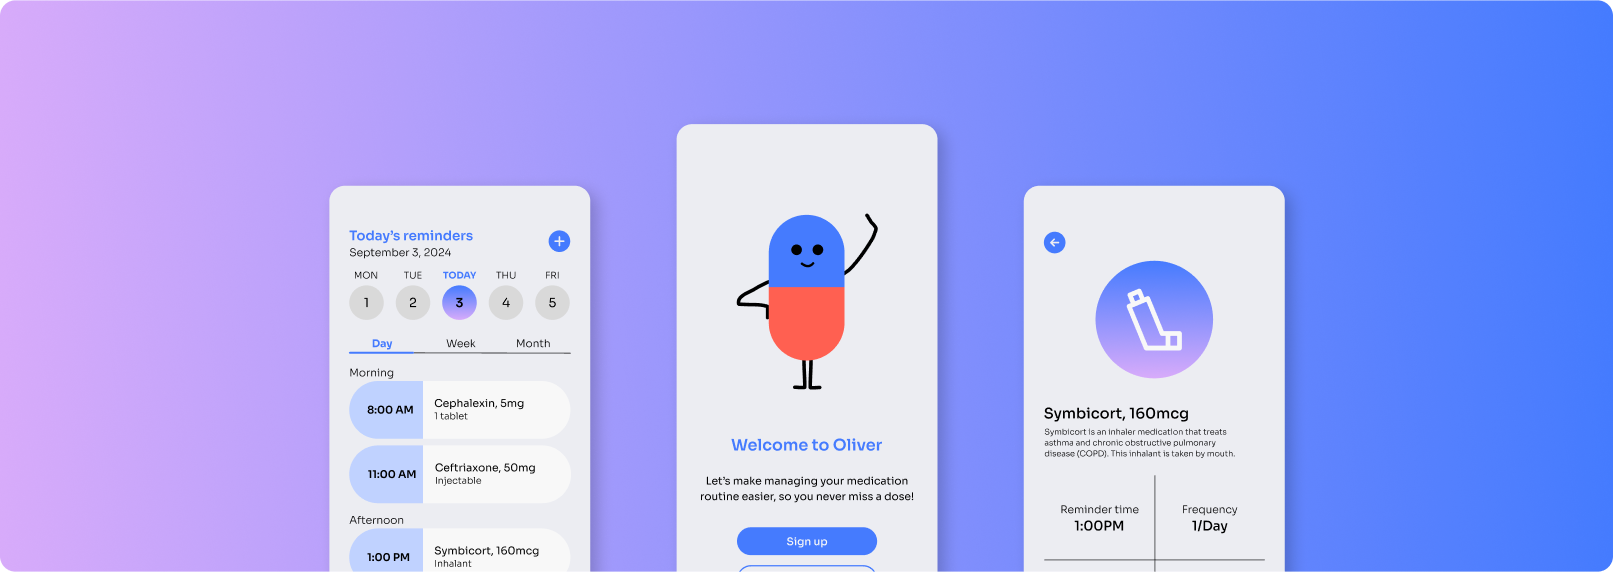 Today's reminders
September 3, 2024
MON TUE TODAY THU FRI
1 2 3 4 5
Day Week Month
Morning
8:00 AM
Cephalexin, 5mg
1 tablet
11:00 AM
Ceftriaxone, 50mg
Injectable
Afternoon
1:00 PM
Symbicort, 160mcg
Inhalant
Welcome to Oliver
Let's make managing your medication
routine easier, so you never miss a dose!
Sign up
Symbicort, 160mcg
Symbicort is an inhaler medication that treats
asthma and chronic obstructive pulmonary
disease (COPD). This inhalant is taken by mouth.
Reminder time
1:00PM
Frequency
1/Day